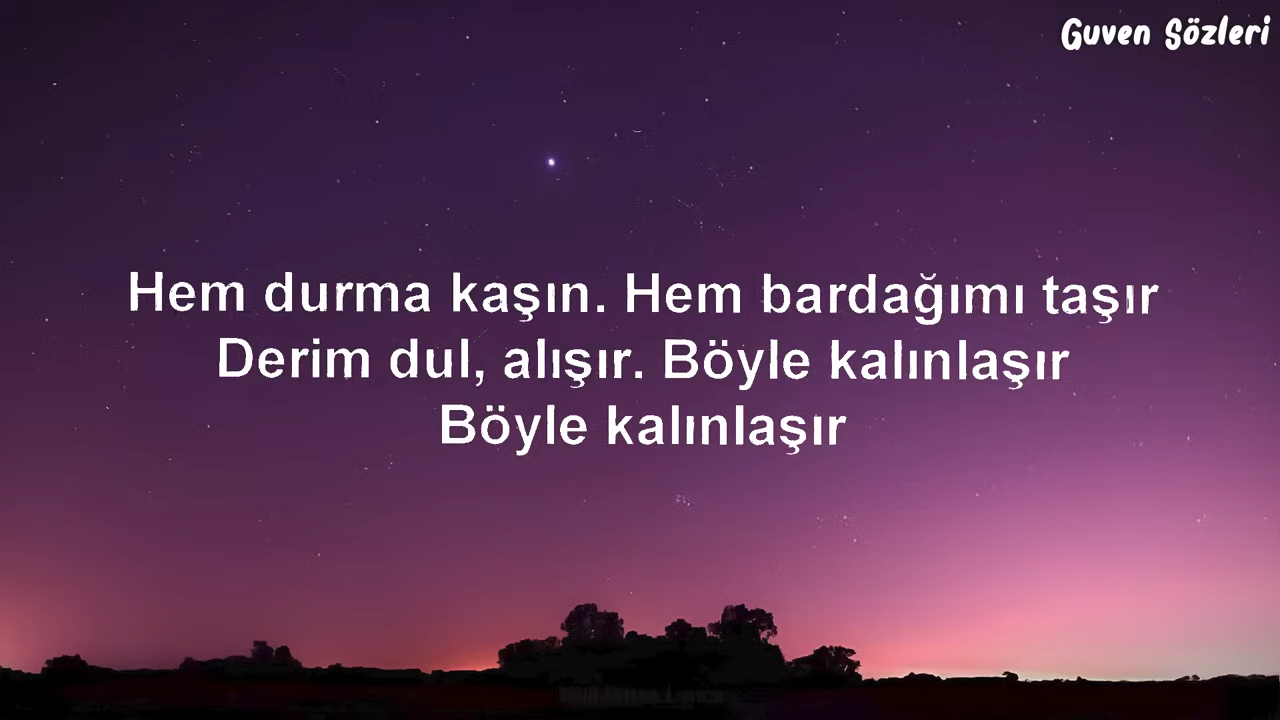 Guven Sözleri
Hem durma kaşın. Hem bardağımı taşır
Derim dul, alışır. Böyle kalınlaşır
Böyle kalınlaşır